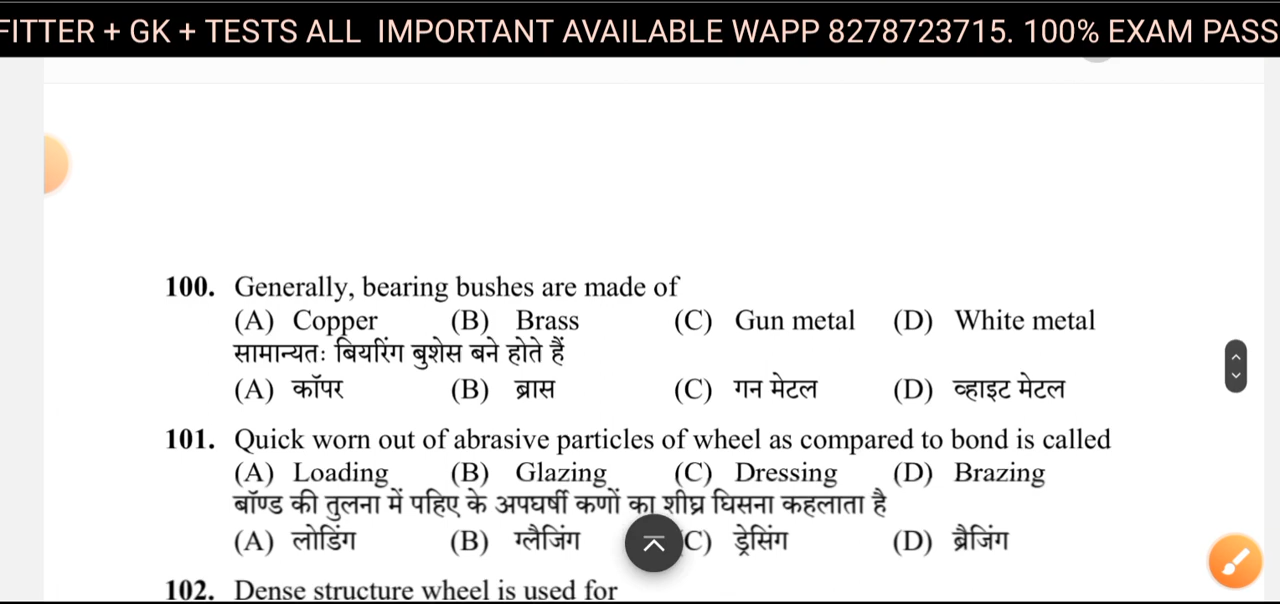 FITTER + GK + TESTS ALL IMPORTANT AVAILABLE WAPP 8278723715. 100% EXAM PASS
100. Generally, bearing bushes are made of
(A) Copper (B) Brass (C) Gun metal (D) White metal
सामान्यतः बियरिंग बुशेस बने होते हैं
(A) कॉपर (B) ब्रास (C) गन मेटल (D) व्हाइट मेटल
101. Quick worn out of abrasive particles of wheel as compared to bond is called
(A) Loading (B) Glazing (C) Dressing (D) Brazing
बॉण्ड की तुलना में पहिए के अपघर्षी कणों का शीघ्र घिसना कहलाता है
(A) लोडिंग (B) ग्लैजिंग C) ड्रेसिंग (D) ब्रैजिंग
102. Dense structure wheel is used for